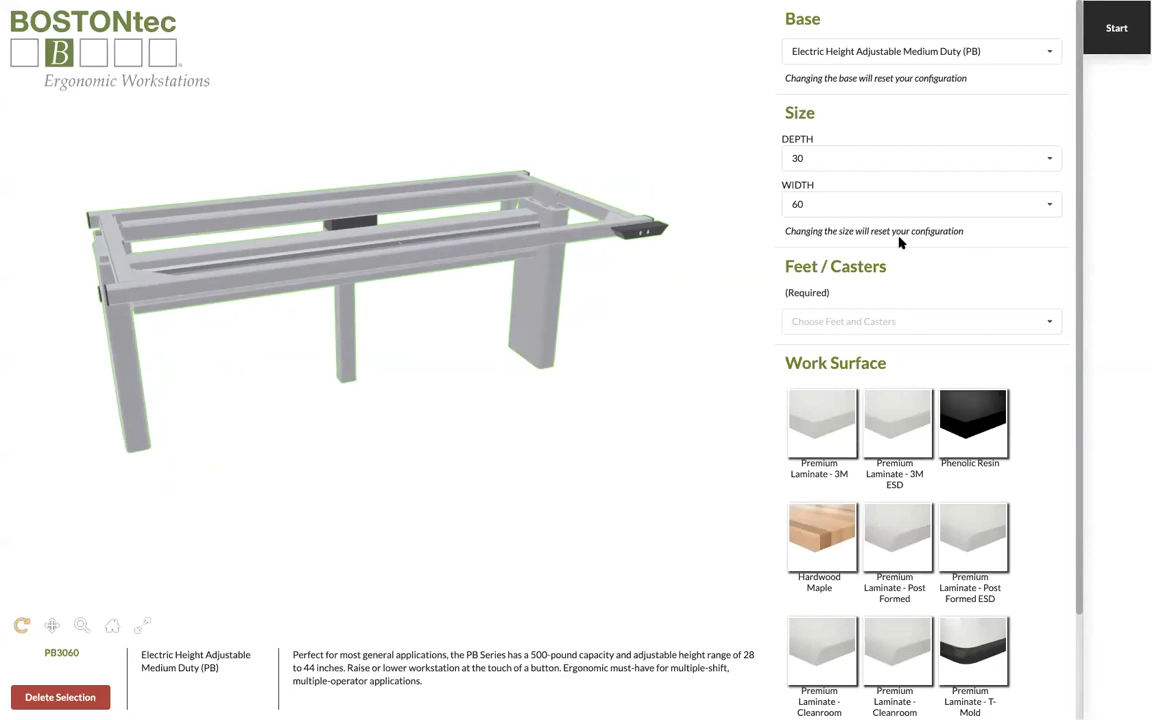 BOSTONtec
B
Ergonomic Workstations
Base
Electric Height Adjustable Medium Duty (PB)
Changing the base will reset your configuration
Size
DEPTH
30
WIDTH
60
Changing the size will reset your configuration
Feet / Casters
(Required)
Choose Feet and Casters
Work Surface
Premium
Laminate - 3M
Premium
Laminate - 3M
ESD
Phenolic Resin
Hardwood
Maple
Premium
Laminate - Post
Formed
Premium
Laminate - Post
Formed ESD
Premium
Laminate -
Cleanroom
Premium
Laminate -
Cleanroom
Premium
Laminate - T-
Mold
Start
PB3060
Delete Selection
Electric Height Adjustable
Medium Duty (PB)
Perfect for most general applications, the PB Series has a 500-pound capacity and adjustable height range of 28
to 44 inches. Raise or lower workstation at the touch of a button. Ergonomic must-have for multiple-shift,
multiple-operator applications.